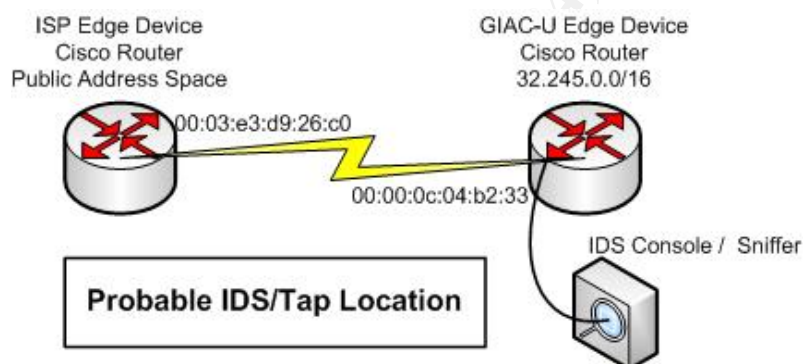 ISP Edge Device
Cisco Router
Public Address Space
GIAC-U Edge Device
Cisco Router
32.245.0.0/16
00:03:e3:d9:26:c0
00:00:0c:04:b2:33
IDS Console / Sniffer
Probable IDS/Tap Location